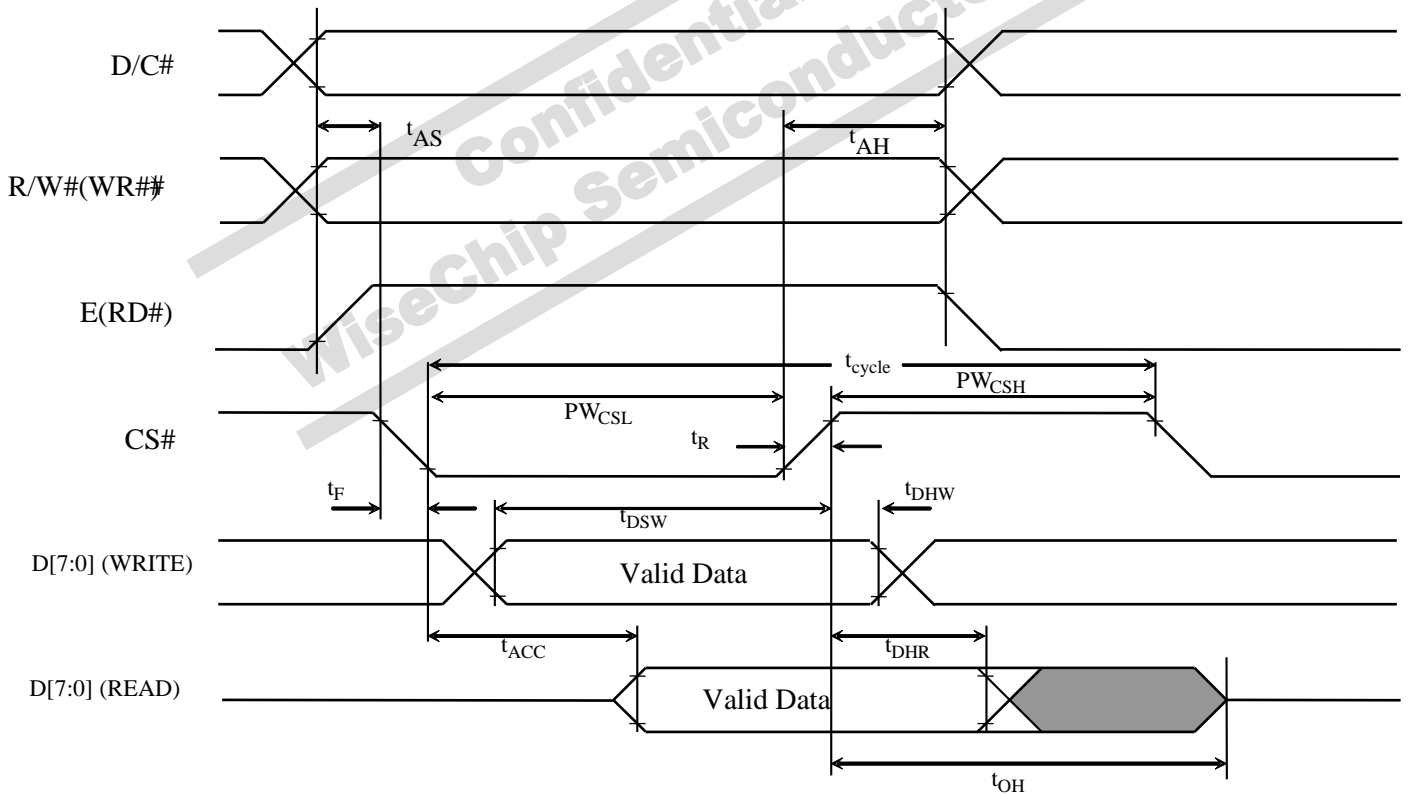 Confidential
WiseChip Semiconducto
D/C#
tAS
tAH
R/W#(WR##)
E(RD#)
tcycle
PWCSL
PWCSH
CS#
tR
tF
tDSW
tDHW
D[7:0] (WRITE)
Valid Data
tACC
tDHR
D[7:0] (READ)
Valid Data
tOH